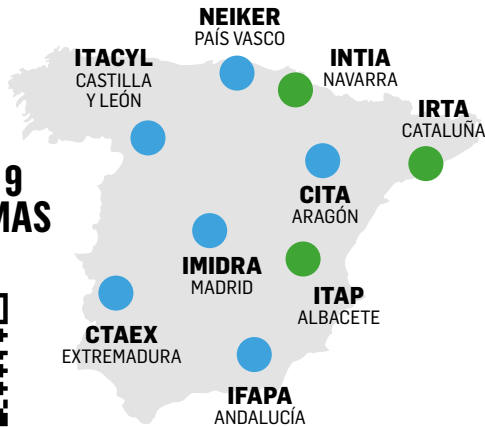 NEIKER
PAÍS VASCO
ITACYL
CASTILLA
Y LEÓN
INTIA
NAVARRA
IRTA
CATALUÑA
9
MAS
CITA
ARAGÓN
IMIDRA
MADRID
ITAP
ALBACETE
CTAEX
EXTREMADURA
IFAPA
ANDALUCÍA